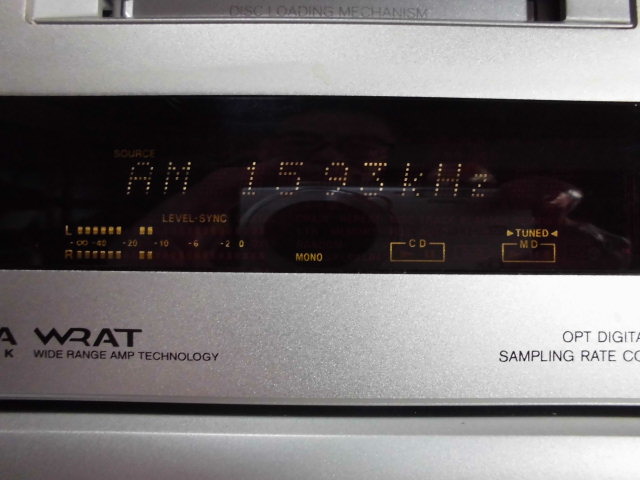 DISC LOADING MECHANISM
SOURCE
AM 1593kHz
LEVEL-SYNC
L
-∞ -40 -20 -10 -6 -2 0
R
MONO
CD
►TUNED◄
MD
A WRAT
K WIDE RANGE AMP TECHNOLOGY
OPT DIGITA
SAMPLING RATE CO